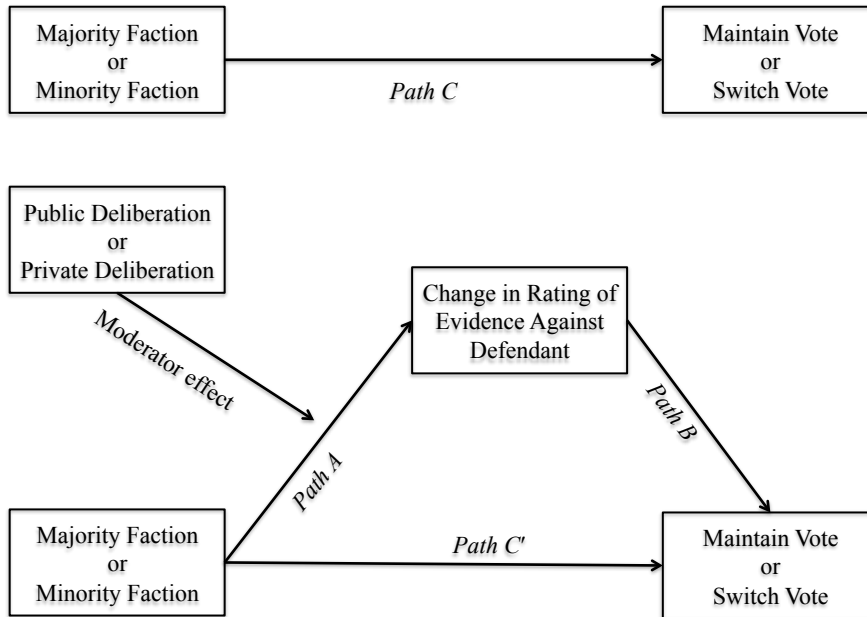 Majority Faction
or
Minority Faction
Path C
Maintain Vote
or
Switch Vote
Public Deliberation
or
Private Deliberation
Moderator effect
Change in Rating of
Evidence Against
Defendant
Path A
Path B
Majority Faction
or
Minority Faction
Path C'
Maintain Vote
or
Switch Vote